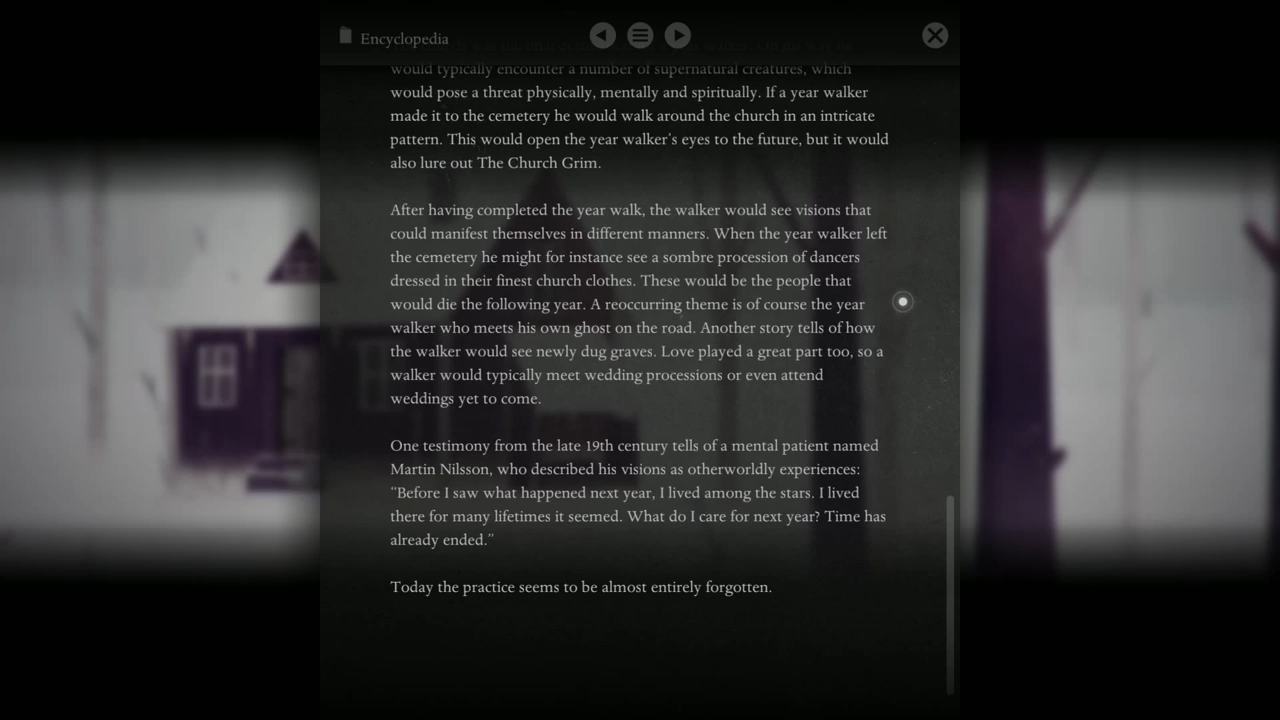 Encyclopedia
would typically encounter a number of supernatural creatures, which
would pose a threat physically, mentally and spiritually. If a year walker
made it to the cemetery he would walk around the church in an intricate
pattern. This would open the year walker's eyes to the future, but it would
also lure out The Church Grim.
After having completed the year walk, the walker would see visions that
could manifest themselves in different manners. When the year walker left
the cemetery he might for instance see a sombre procession of dancers
dressed in their finest church clothes. These would be the people that
would die the following year. A reoccurring theme is of course the year
walker who meets his own ghost on the road. Another story tells of how
the walker would see newly dug graves. Love played a great part too, so a
walker would typically meet wedding processions or even attend
weddings yet to come.
One testimony from the late 19th century tells of a mental patient named
Martin Nilsson, who described his visions as otherworldly experiences:
“Before I saw what happened next year, I lived among the stars. I lived
there for many lifetimes it seemed. What do I care for next year? Time has
already ended.”
Today the practice seems to be almost entirely forgotten.